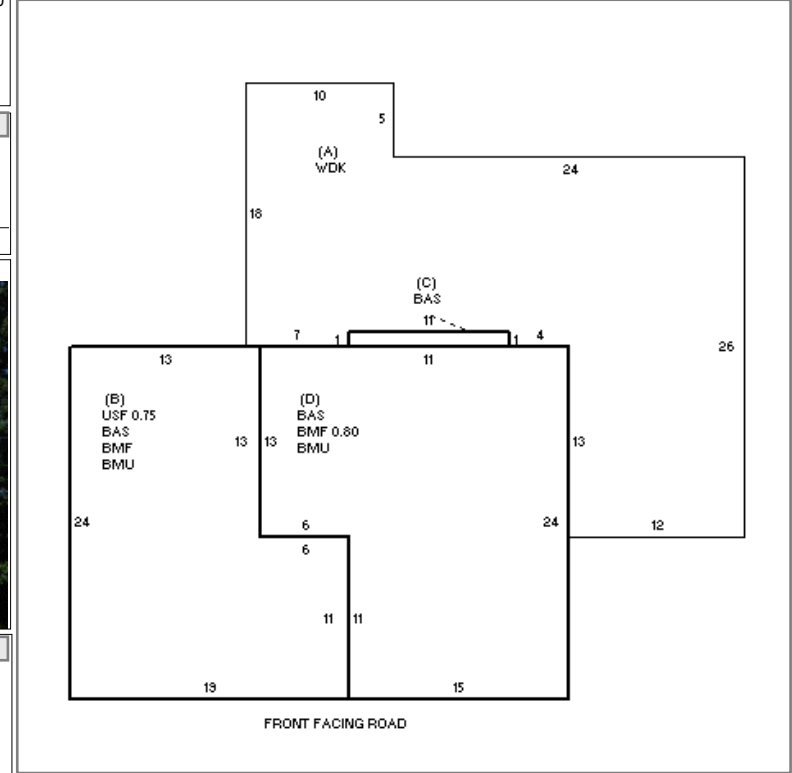 10
5
(A)
WDK
24
18
(C)
BAS
11
7
1
1
4
13
11
26
(B)
USF 0.75
BAS
BMF
BMU
(D)
BAS
BMF 0.80
BMU
13
13
13
24
6
6
24
12
11
11
19
15
FRONT FACING ROAD